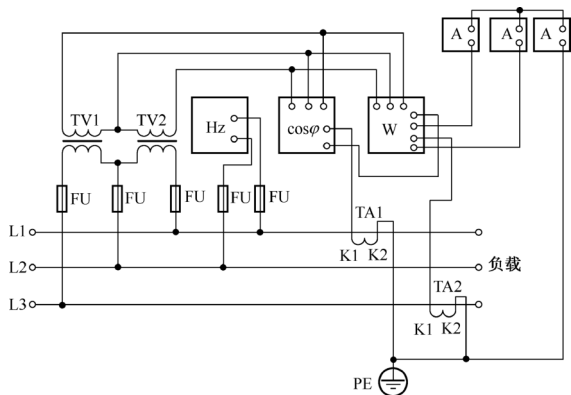 A A A
TV1 TV2 Hz cosφ W
FU FU FU FU FU
TA1
L1
K1 K2
L2 负载
TA2
L3
K1 K2
PE